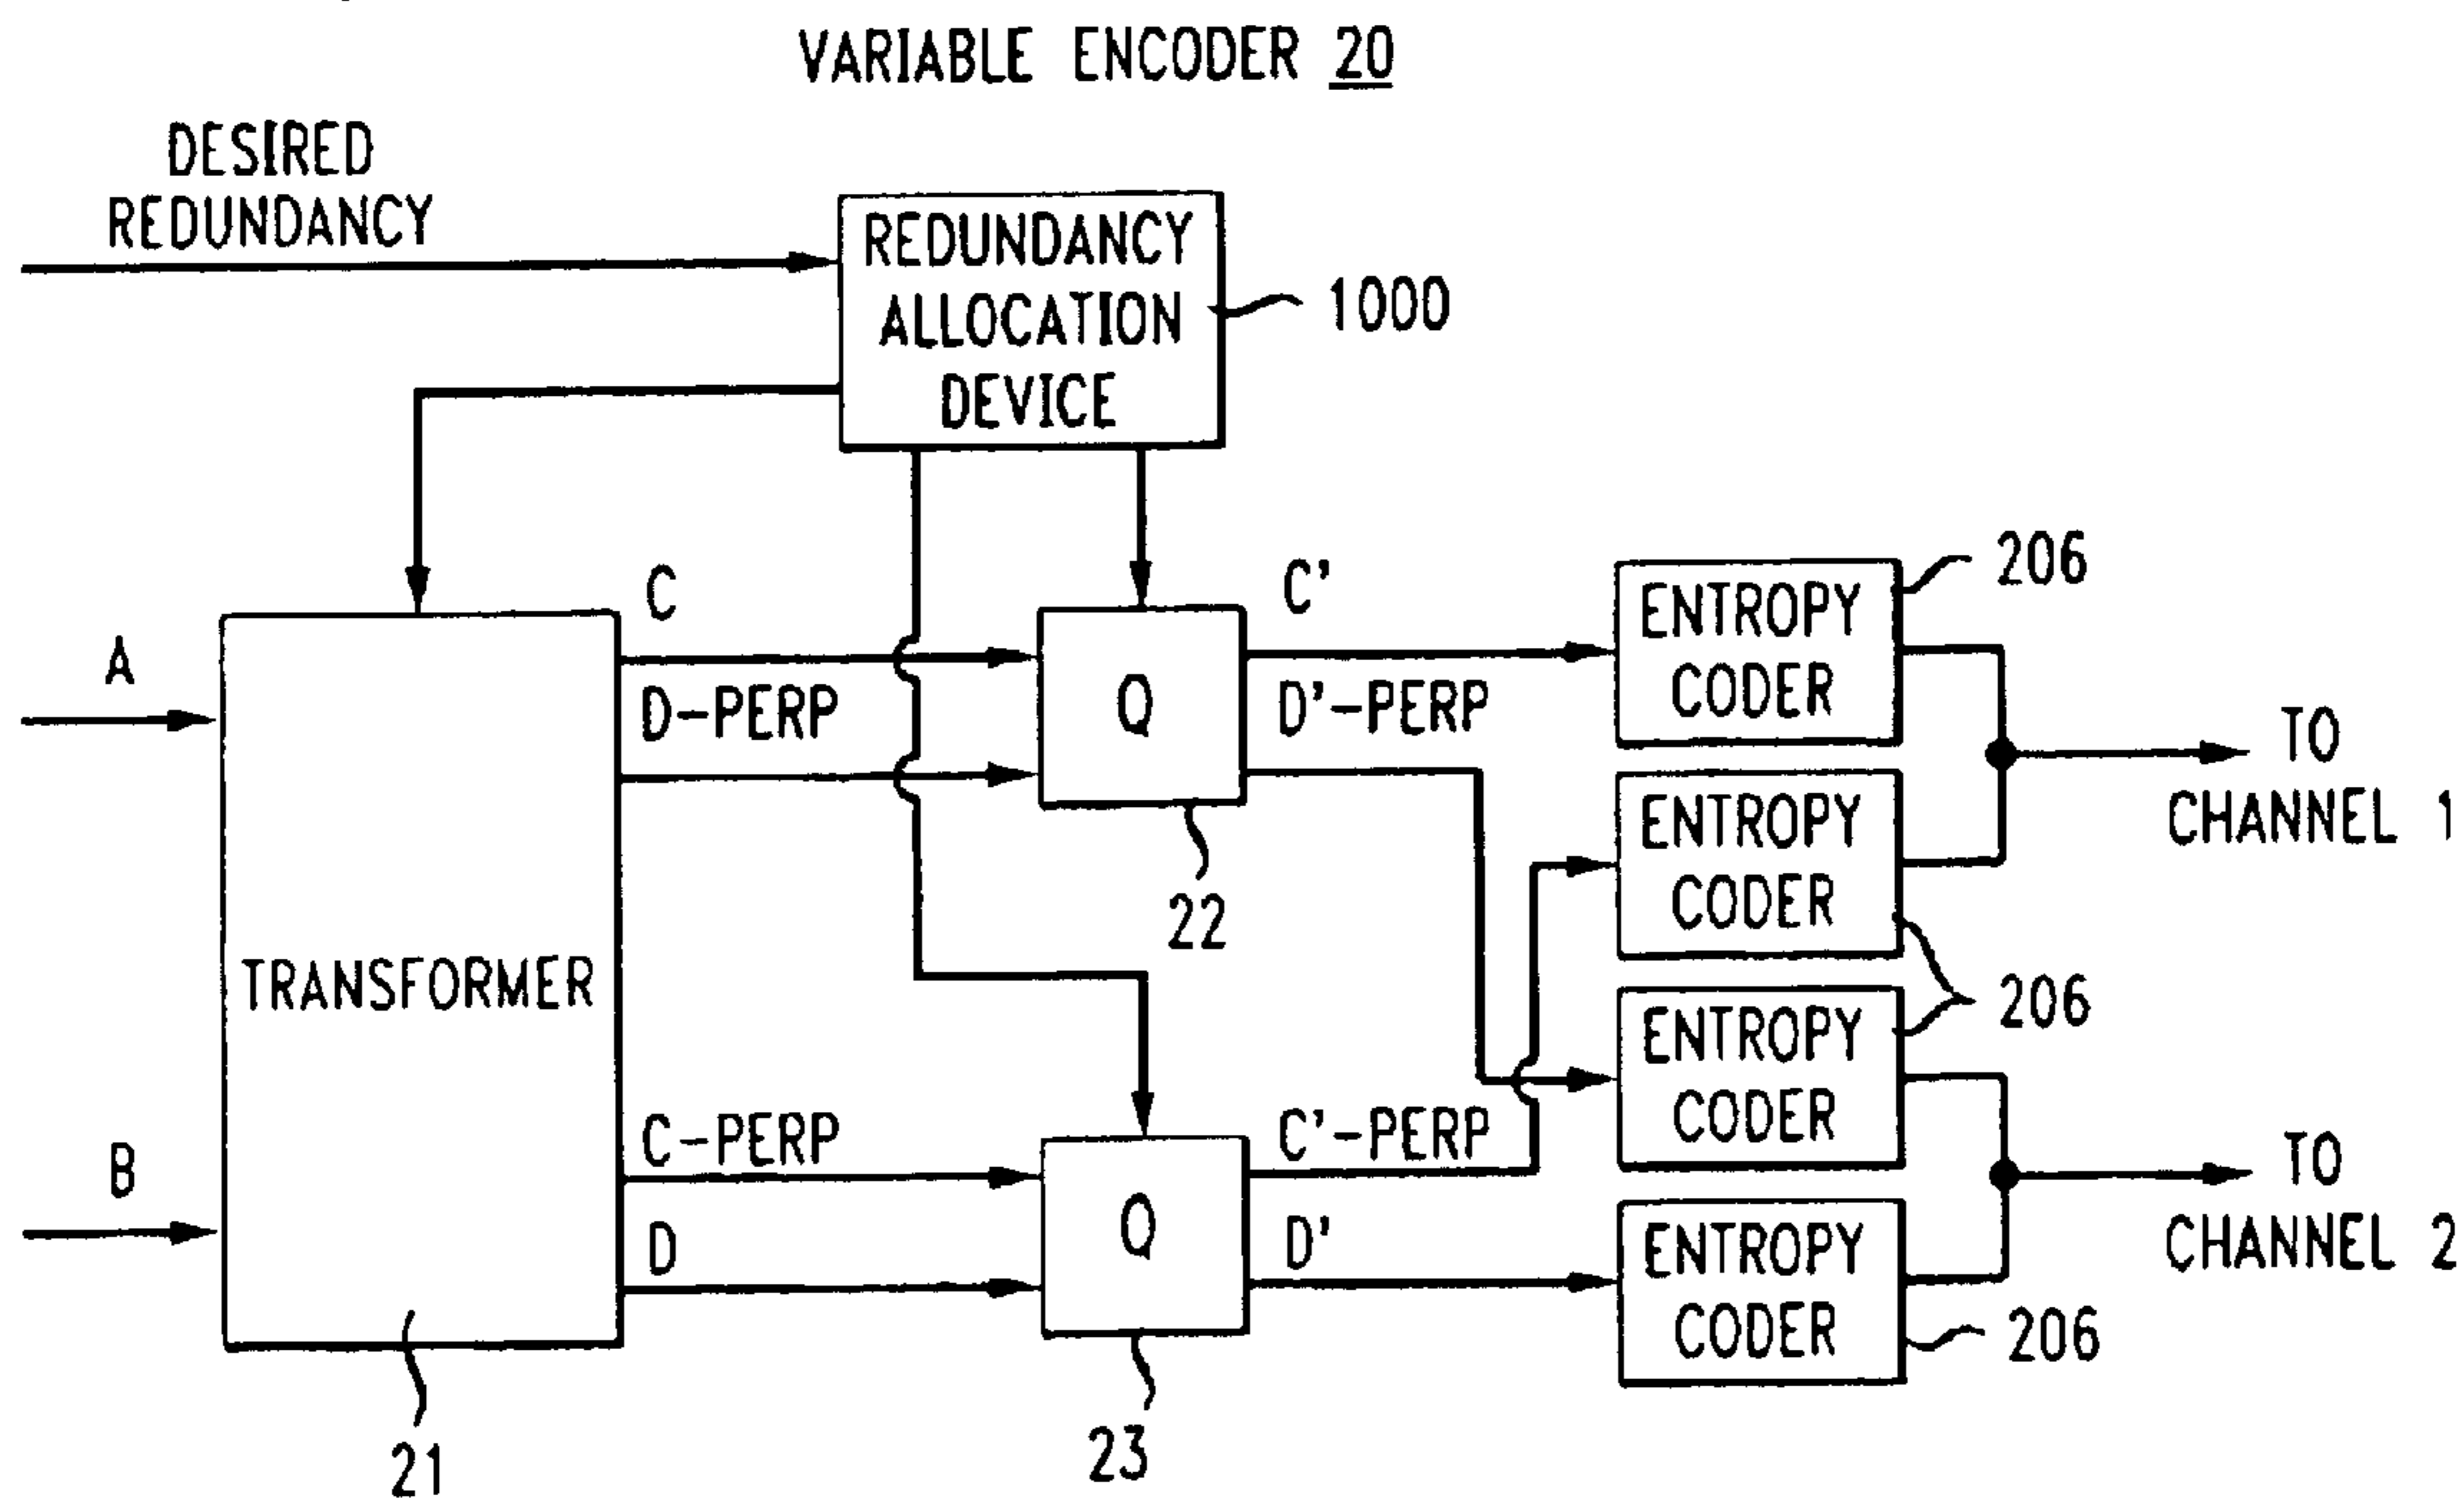 VARIABLE ENCODER 20
DESIRED
REDUNDANCY
REDUNDANCY
ALLOCATION
DEVICE
1000
A
B
TRANSFORMER
21
C
D-PERP
C-PERP
D
Q
22
Q
23
C'
D'-PERP
C'-PERP
D'
ENTROPY
CODER
206
ENTROPY
CODER
206
ENTROPY
CODER
ENTROPY
CODER
206
TO
CHANNEL 1
TO
CHANNEL 2